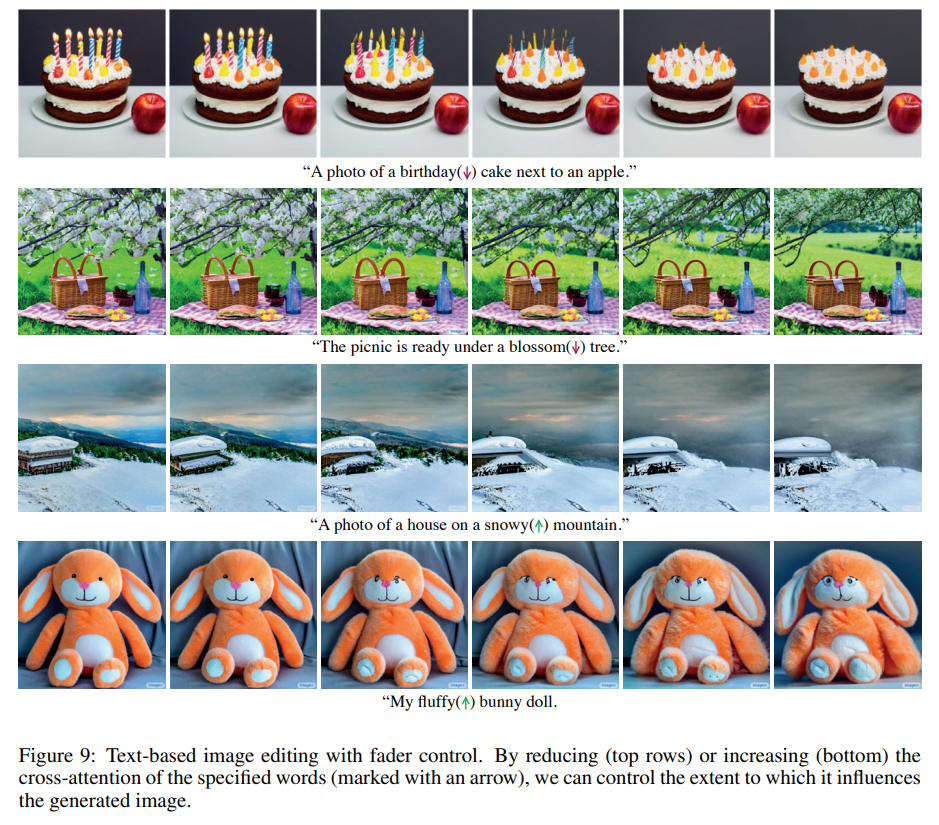 “A photo of a birthday(↓) cake next to an apple.”
“The picnic is ready under a blossom(↓) tree.”
“A photo of a house on a snowy(↑) mountain.”
“My fluffy(↑) bunny doll.
Figure 9: Text-based image editing with fader control. By reducing (top rows) or increasing (bottom) the
cross-attention of the specified words (marked with an arrow), we can control the extent to which it influences
the generated image.